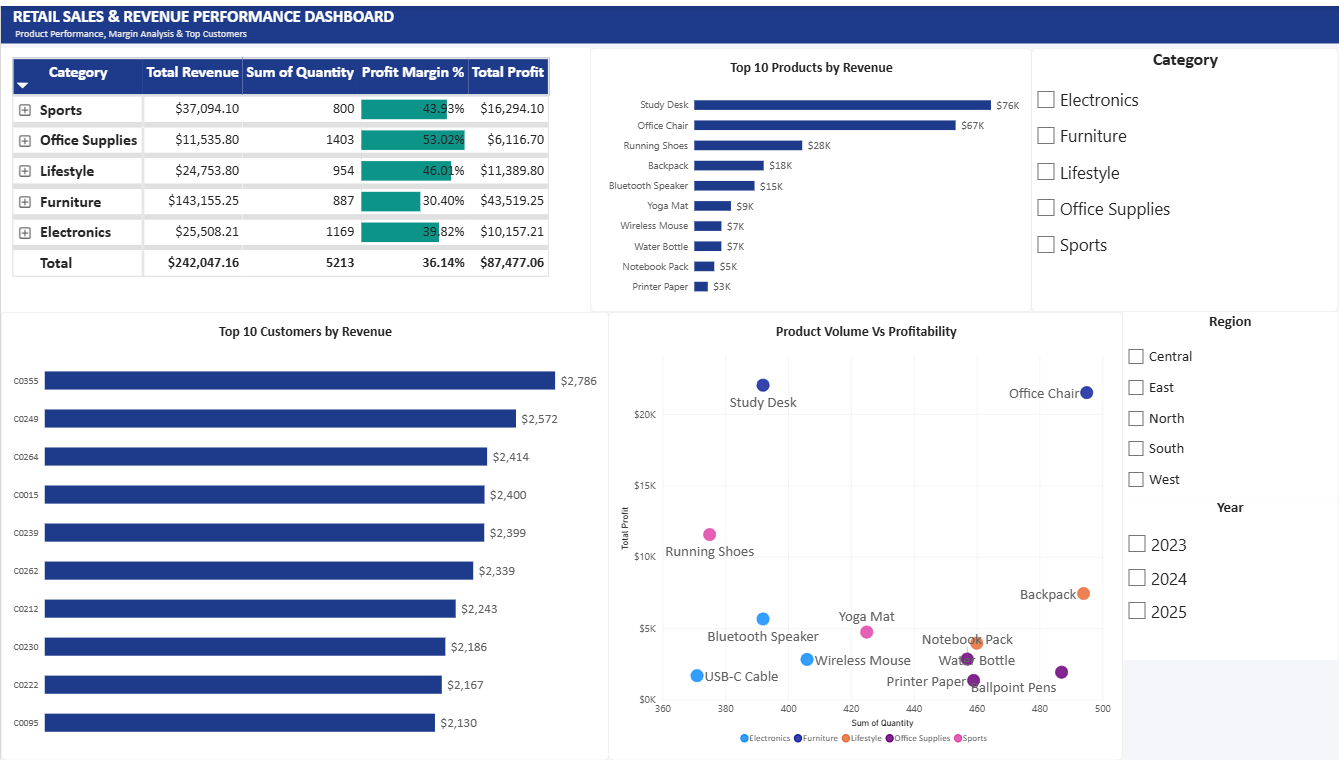 RETAIL SALES & REVENUE PERFORMANCE DASHBOARD
Product Performance, Margin Analysis & Top Customers
Category Total Revenue Sum of Quantity Profit Margin % Total Profit
Sports $37,094.10 800 43.93% $16,294.10
Office Supplies $11,535.80 1403 53.02% $6,116.70
Lifestyle $24,753.80 954 46.01% $11,389.80
Furniture $143,155.25 887 30.40% $43,519.25
Electronics $25,508.21 1169 39.82% $10,157.21
Total $242,047.16 5213 36.14% $87,477.06
Top 10 Products by Revenue
Study Desk $76K
Office Chair $67K
Running Shoes $28K
Backpack $18K
Bluetooth Speaker $15K
Yoga Mat $9K
Wireless Mouse $7K
Water Bottle $7K
Notebook Pack $5K
Printer Paper $3K
Category
Electronics
Furniture
Lifestyle
Office Supplies
Sports
Top 10 Customers by Revenue
C0355 $2,786
C0249 $2,572
C0264 $2,414
C0015 $2,400
C0239 $2,399
C0262 $2,339
C0212 $2,243
C0230 $2,186
C0222 $2,167
C0095 $2,130
Product Volume Vs Profitability
Total Profit
$20K
$15K
$10K
$5K
$0K
Study Desk
Office Chair
Running Shoes
Backpack
Yoga Mat
Bluetooth Speaker
Notebook Pack
Wireless Mouse
Water Bottle
USB-C Cable
Printer Paper
Ballpoint Pens
360 380 400 420 440 460 480 500
Sum of Quantity
Electronics Furniture Lifestyle Office Supplies Sports
Region
Central
East
North
South
West
Year
2023
2024
2025